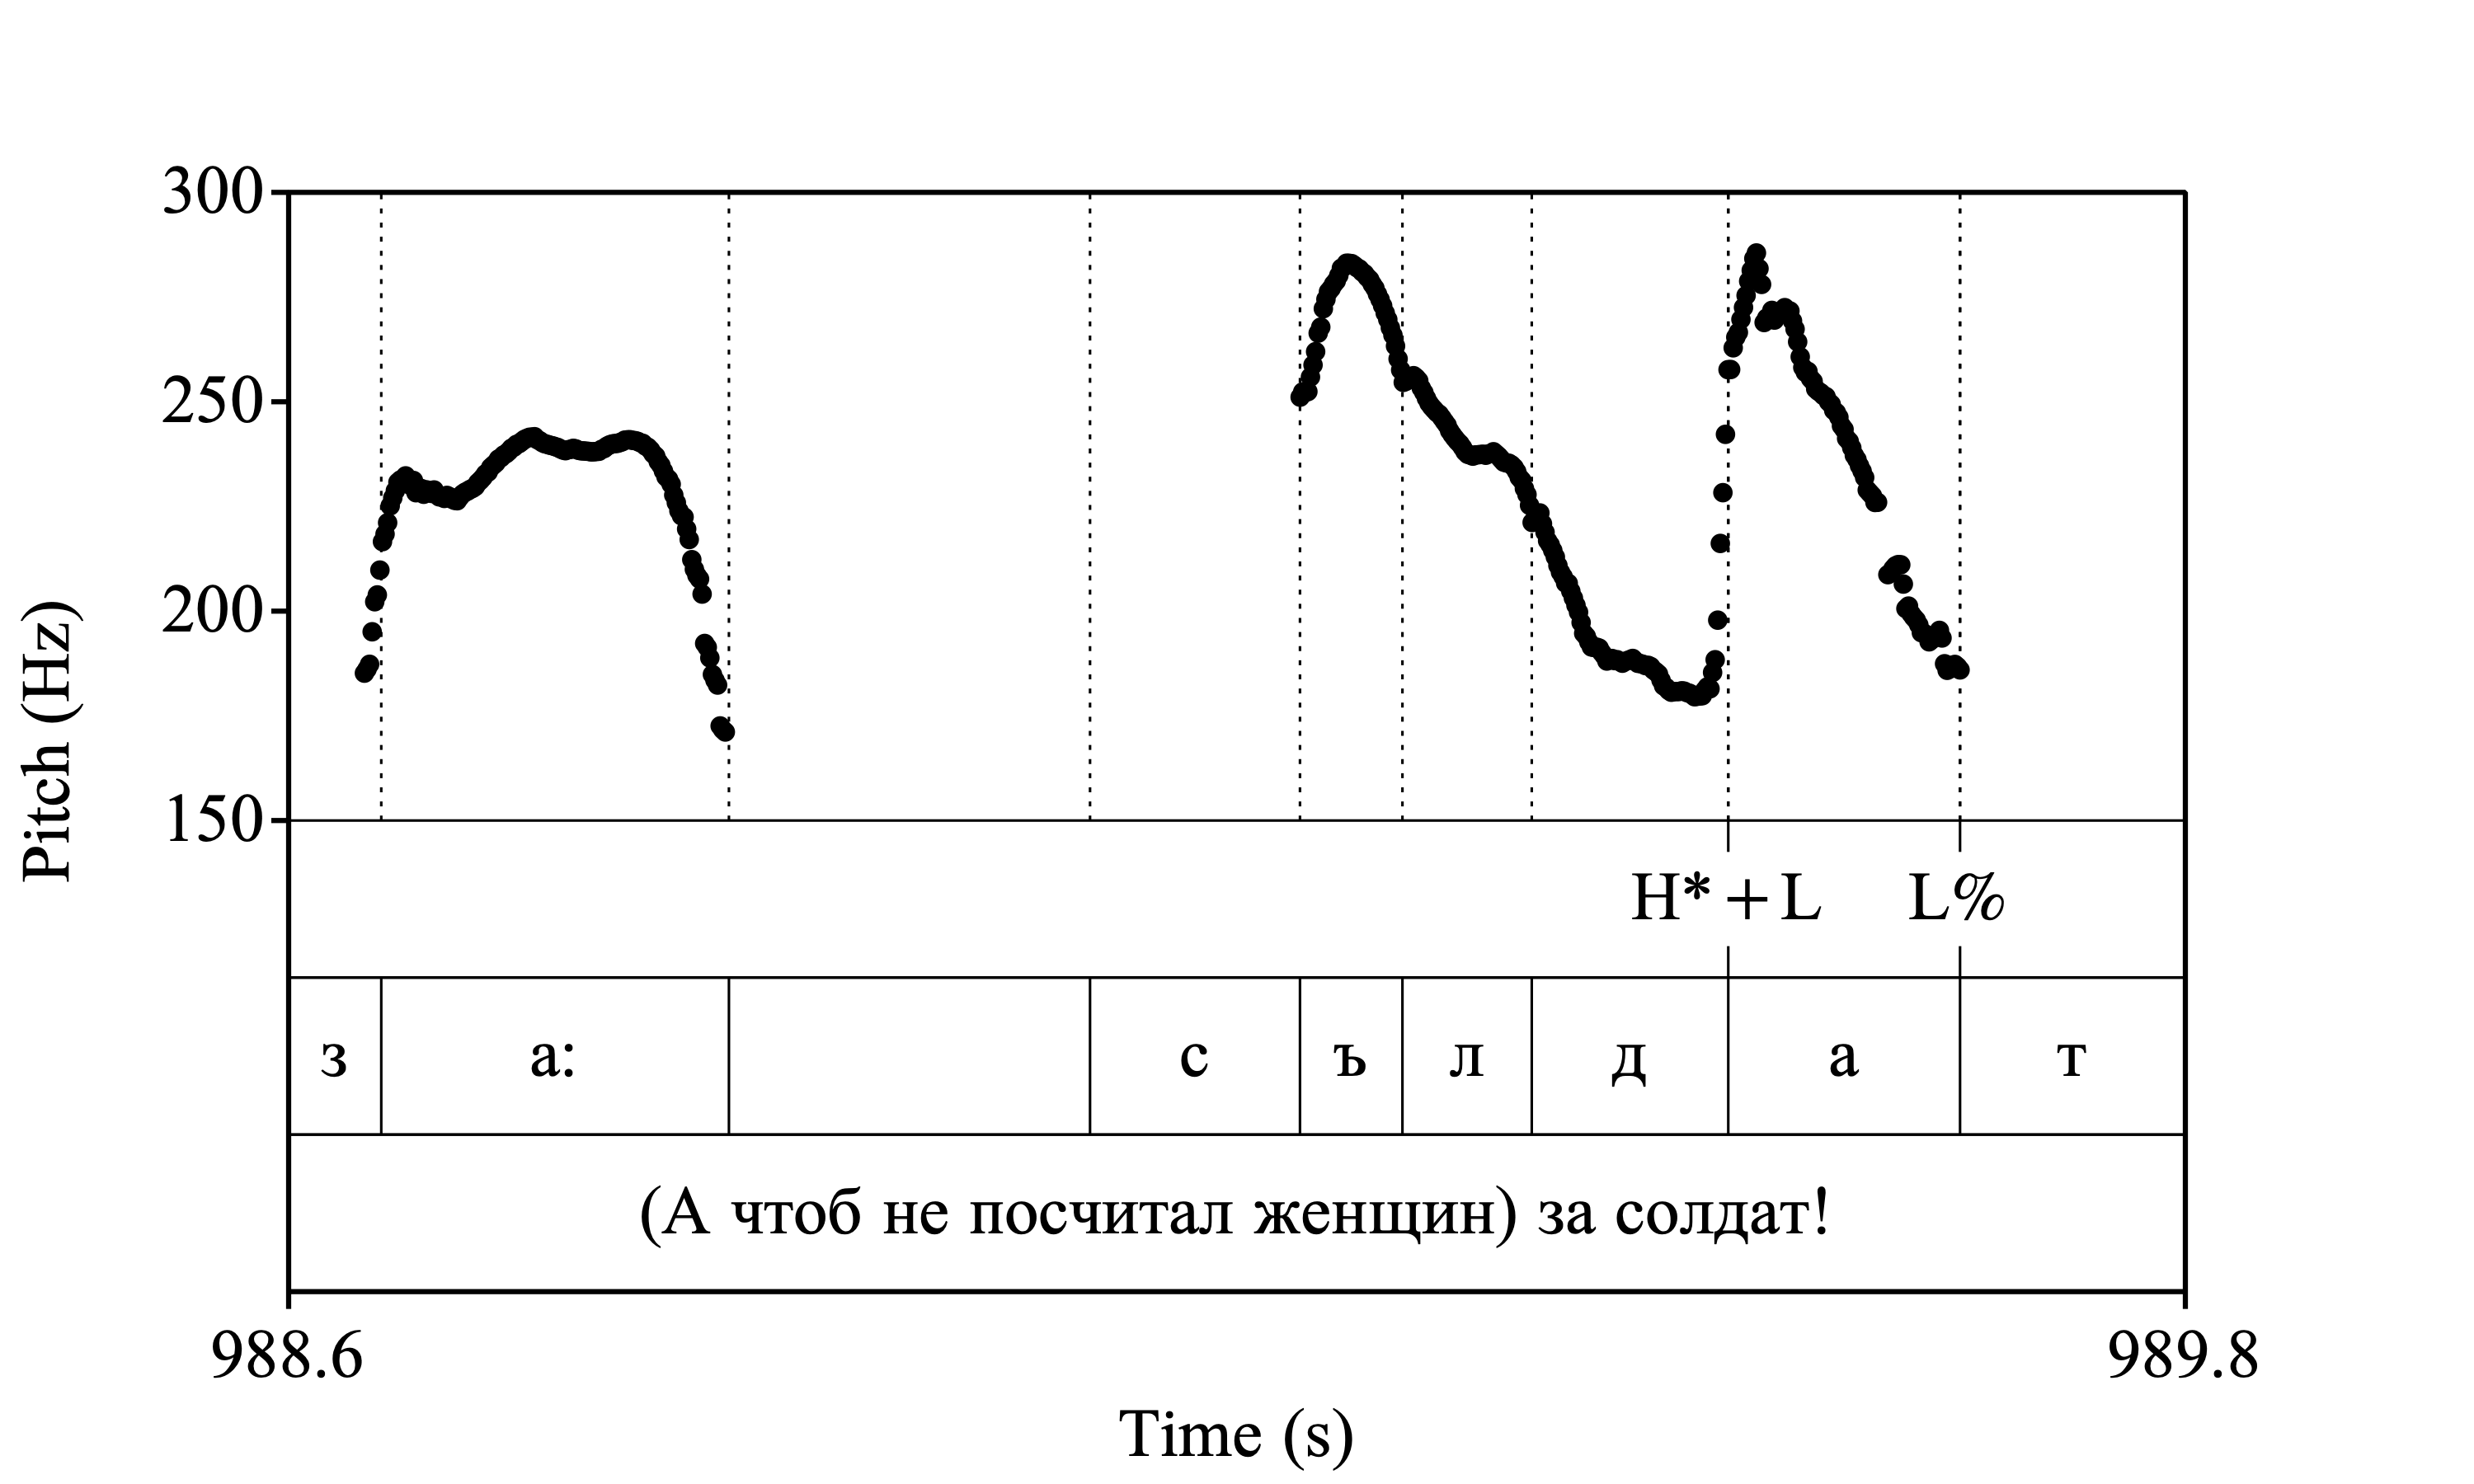 300
250
200
150
Pitch (Hz)
H* + L L%
з а: с ъ л д а т
(А чтоб не посчитал женщин) за солдат!
988.6 989.8
Time (s)